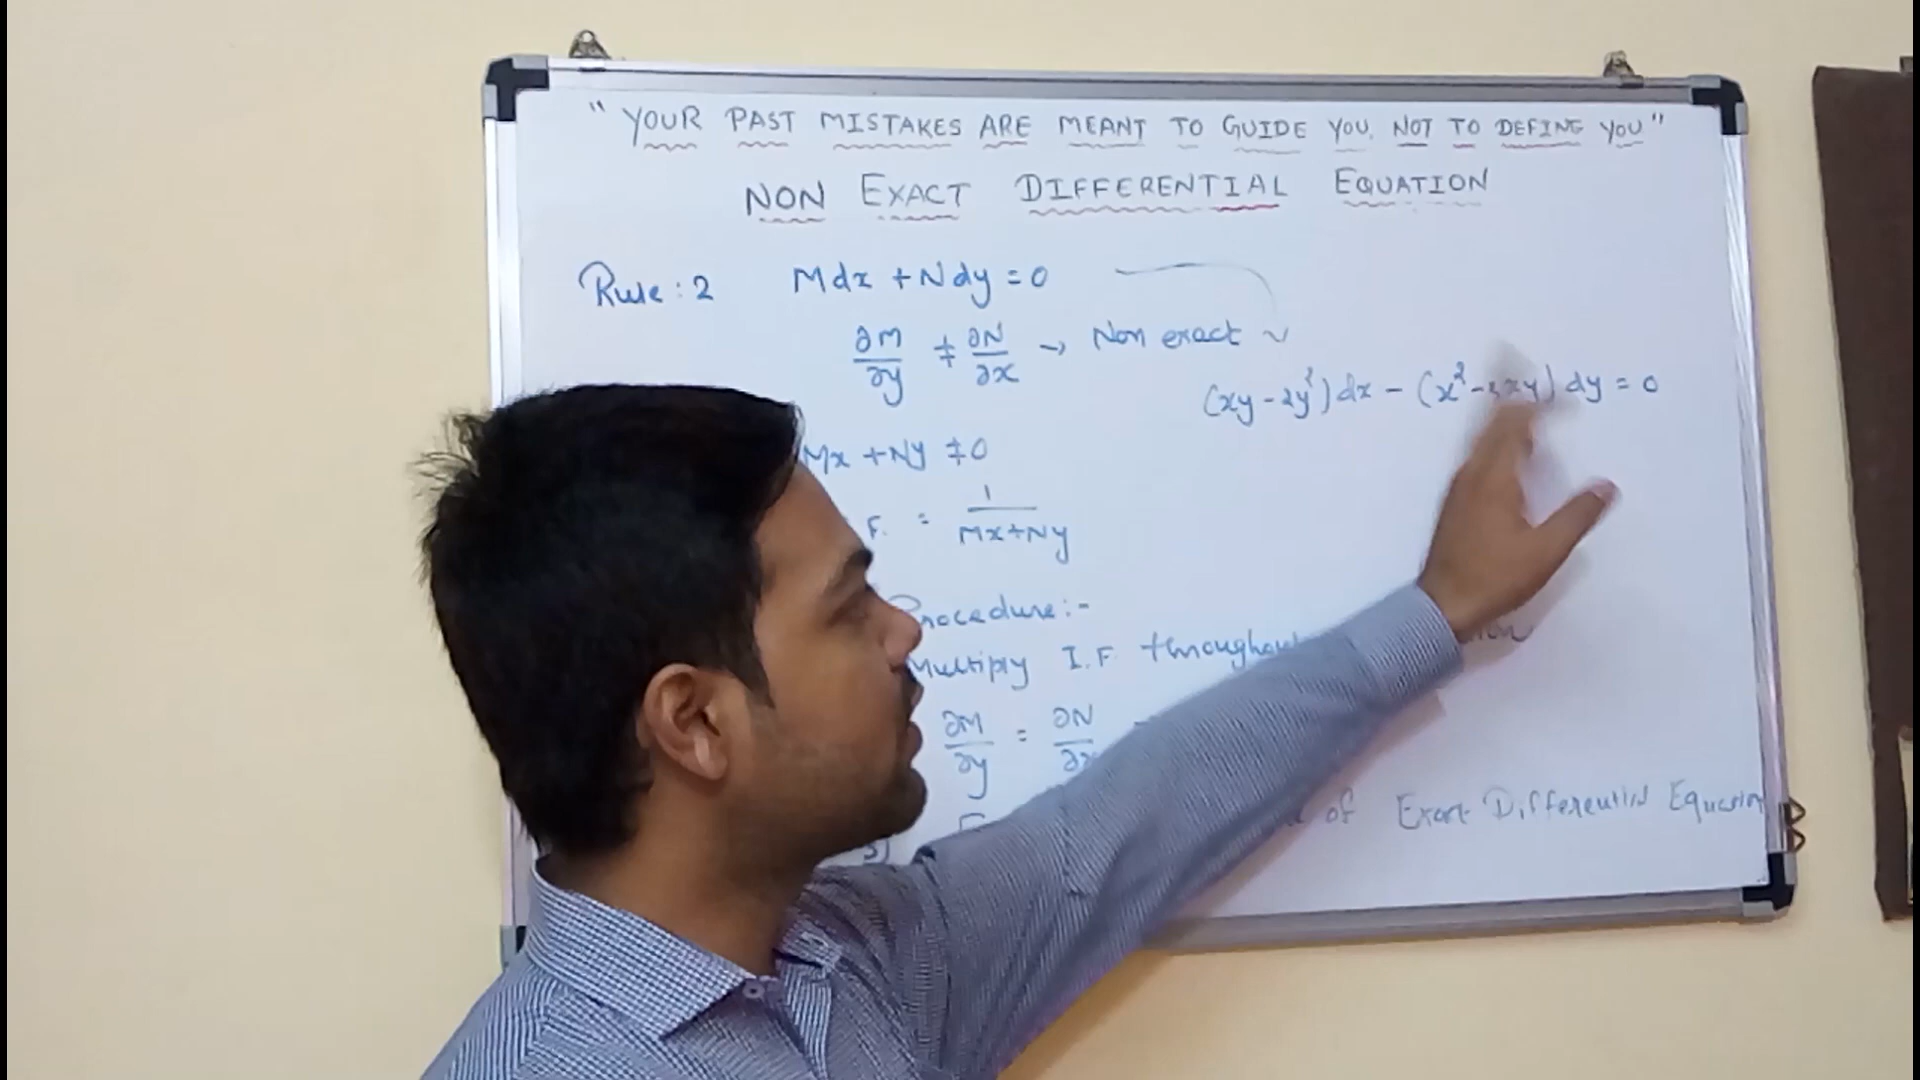 "YOUR PAST MISTAKES ARE MEANT TO GUIDE YOU, NOT TO DEFINE YOU"
NON EXACT DIFFERENTIAL EQUATION
Rule: 2 Mdx + Ndy = 0
∂M/∂y ≠ ∂N/∂x → Non exact
(xy - 2y²) dx - (x² - 3xy) dy = 0
Mx + Ny ≠ 0
F. = 1/(Mx+Ny)
Procedure:-
Multiply I.F. throughout
∂M/∂y = ∂N/∂x
of Exact Differential Equation